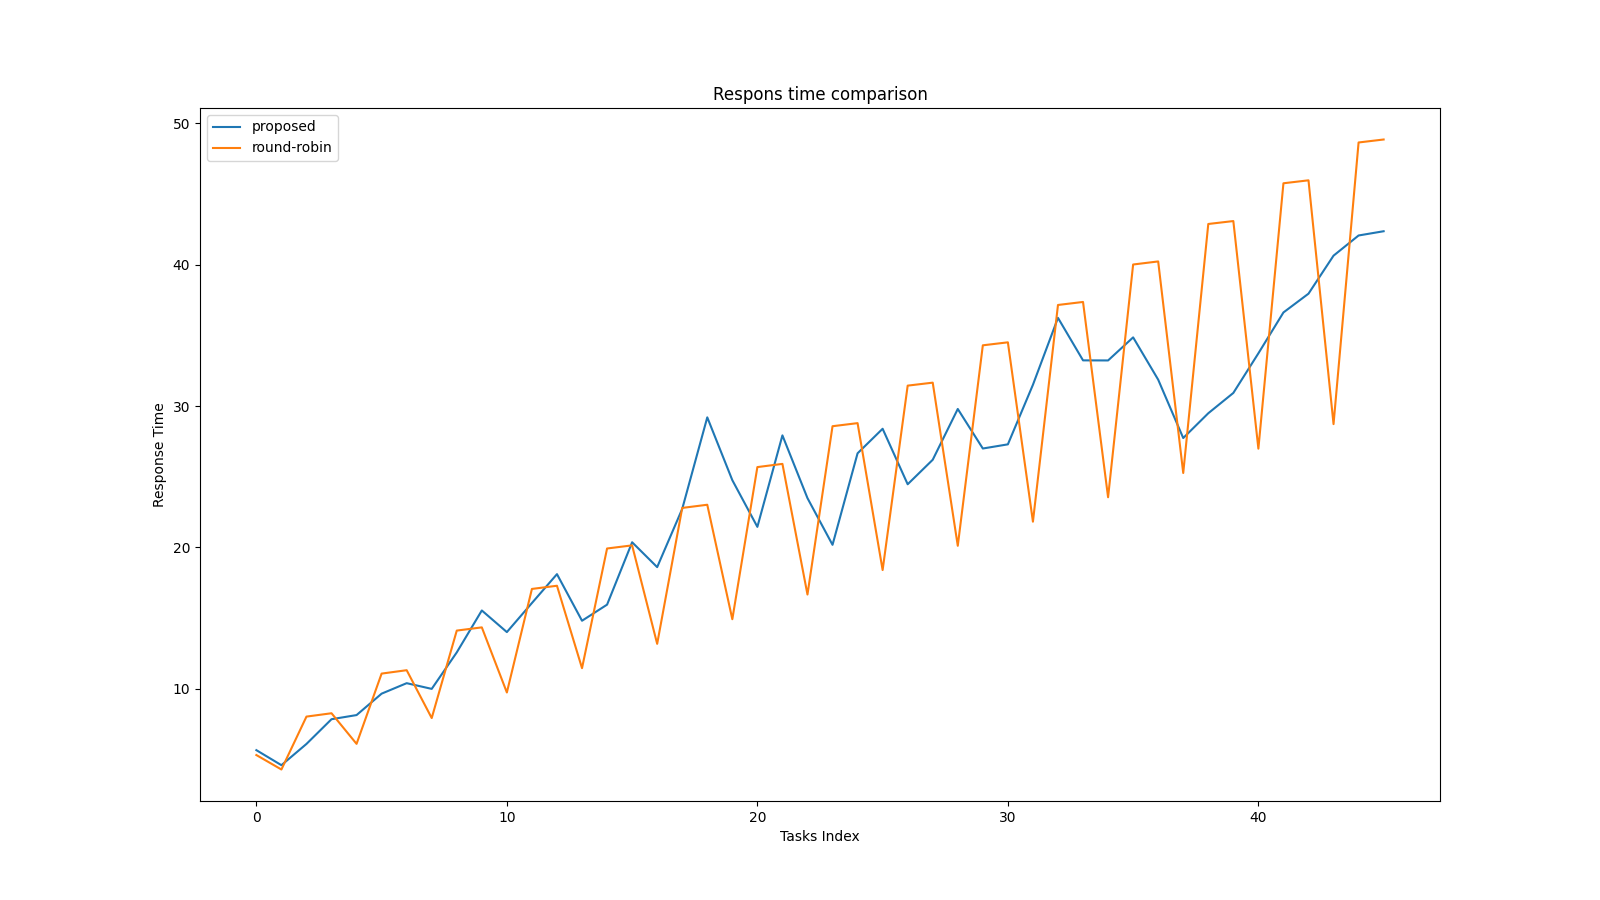 Respons time comparison
50
proposed
round-robin
40
30
20
10
Response Time
0 10 20 30 40
Tasks Index